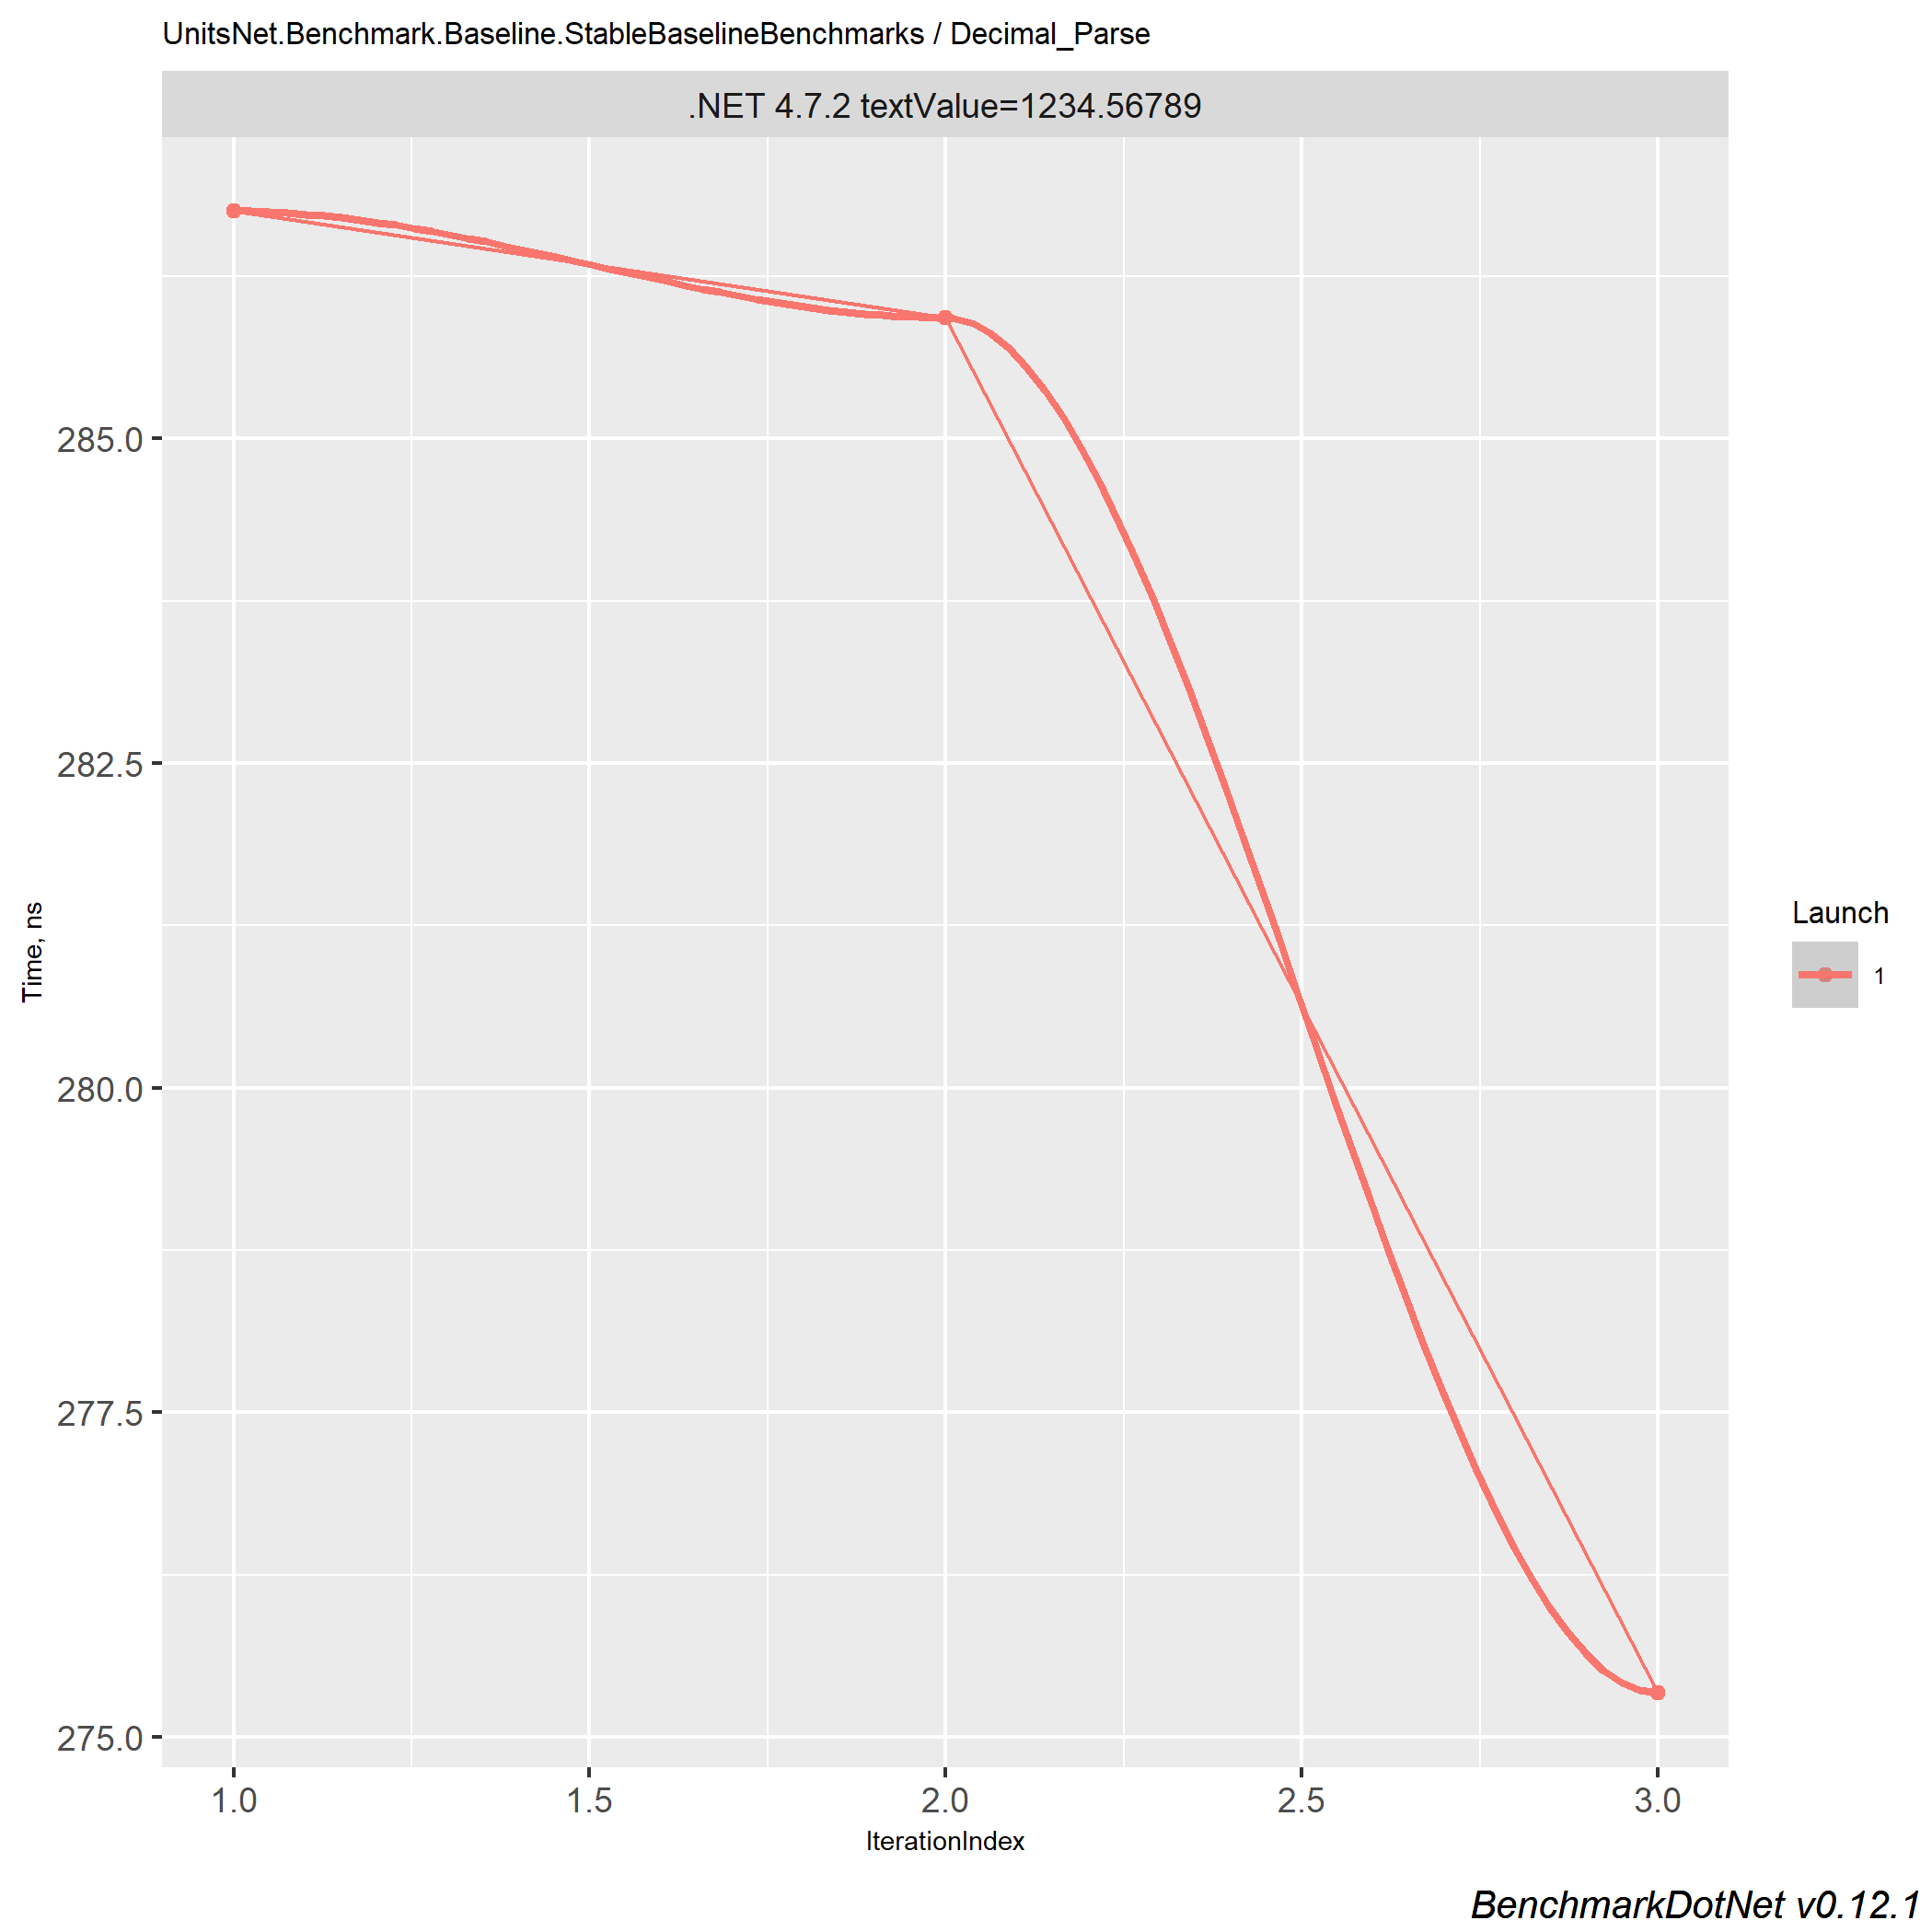 UnitsNet.Benchmark.Baseline.StableBaselineBenchmarks / Decimal_Parse
.NET 4.7.2 textValue=1234.56789
285.0
282.5
280.0
277.5
275.0
Time, ns
1.0 1.5 2.0 2.5 3.0
IterationIndex
Launch
1
BenchmarkDotNet v0.12.1